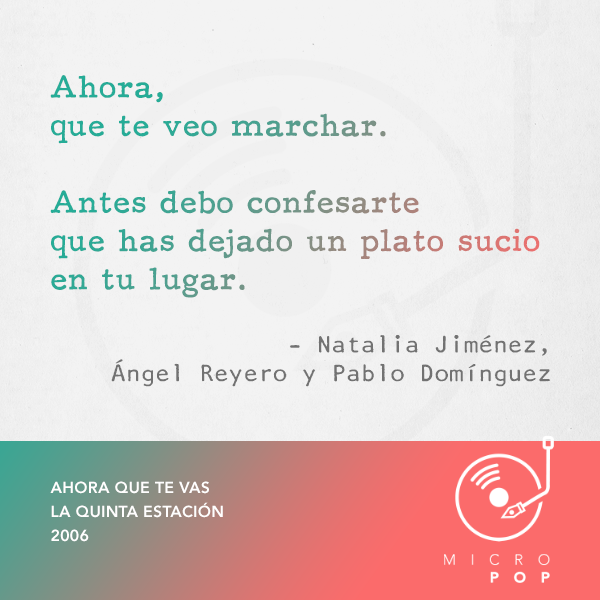 Ahora,
que te veo marchar.
Antes debo confesarte
que has dejado un plato sucio
en tu lugar.
– Natalia Jiménez,
Ángel Reyero y Pablo Domínguez
AHORA QUE TE VAS
LA QUINTA ESTACIÓN
2006
MICRO
POP